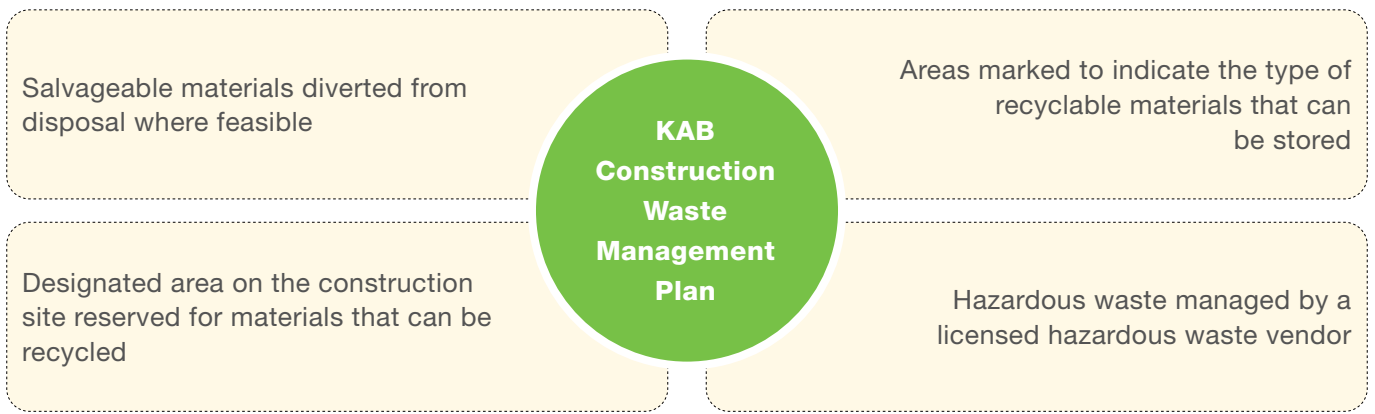 Salvageable materials diverted from
disposal where feasible
Areas marked to indicate the type of
recyclable materials that can
be stored
KAB
Construction
Waste
Management
Plan
Designated area on the construction
site reserved for materials that can be
recycled
Hazardous waste managed by a
licensed hazardous waste vendor